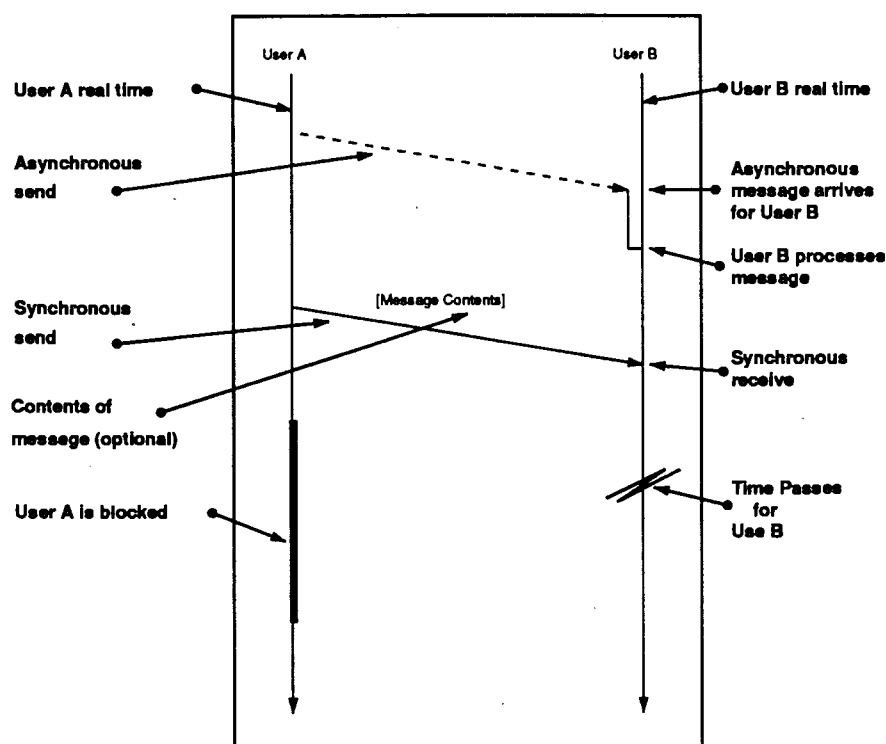 User A
User B
User A real time
User B real time
Asynchronous
send
Asynchronous
message arrives
for User B
User B processes
message
[Message Contents]
Synchronous
send
Synchronous
receive
Contents of
message (optional)
User A is blocked
Time Passes
for
Use B